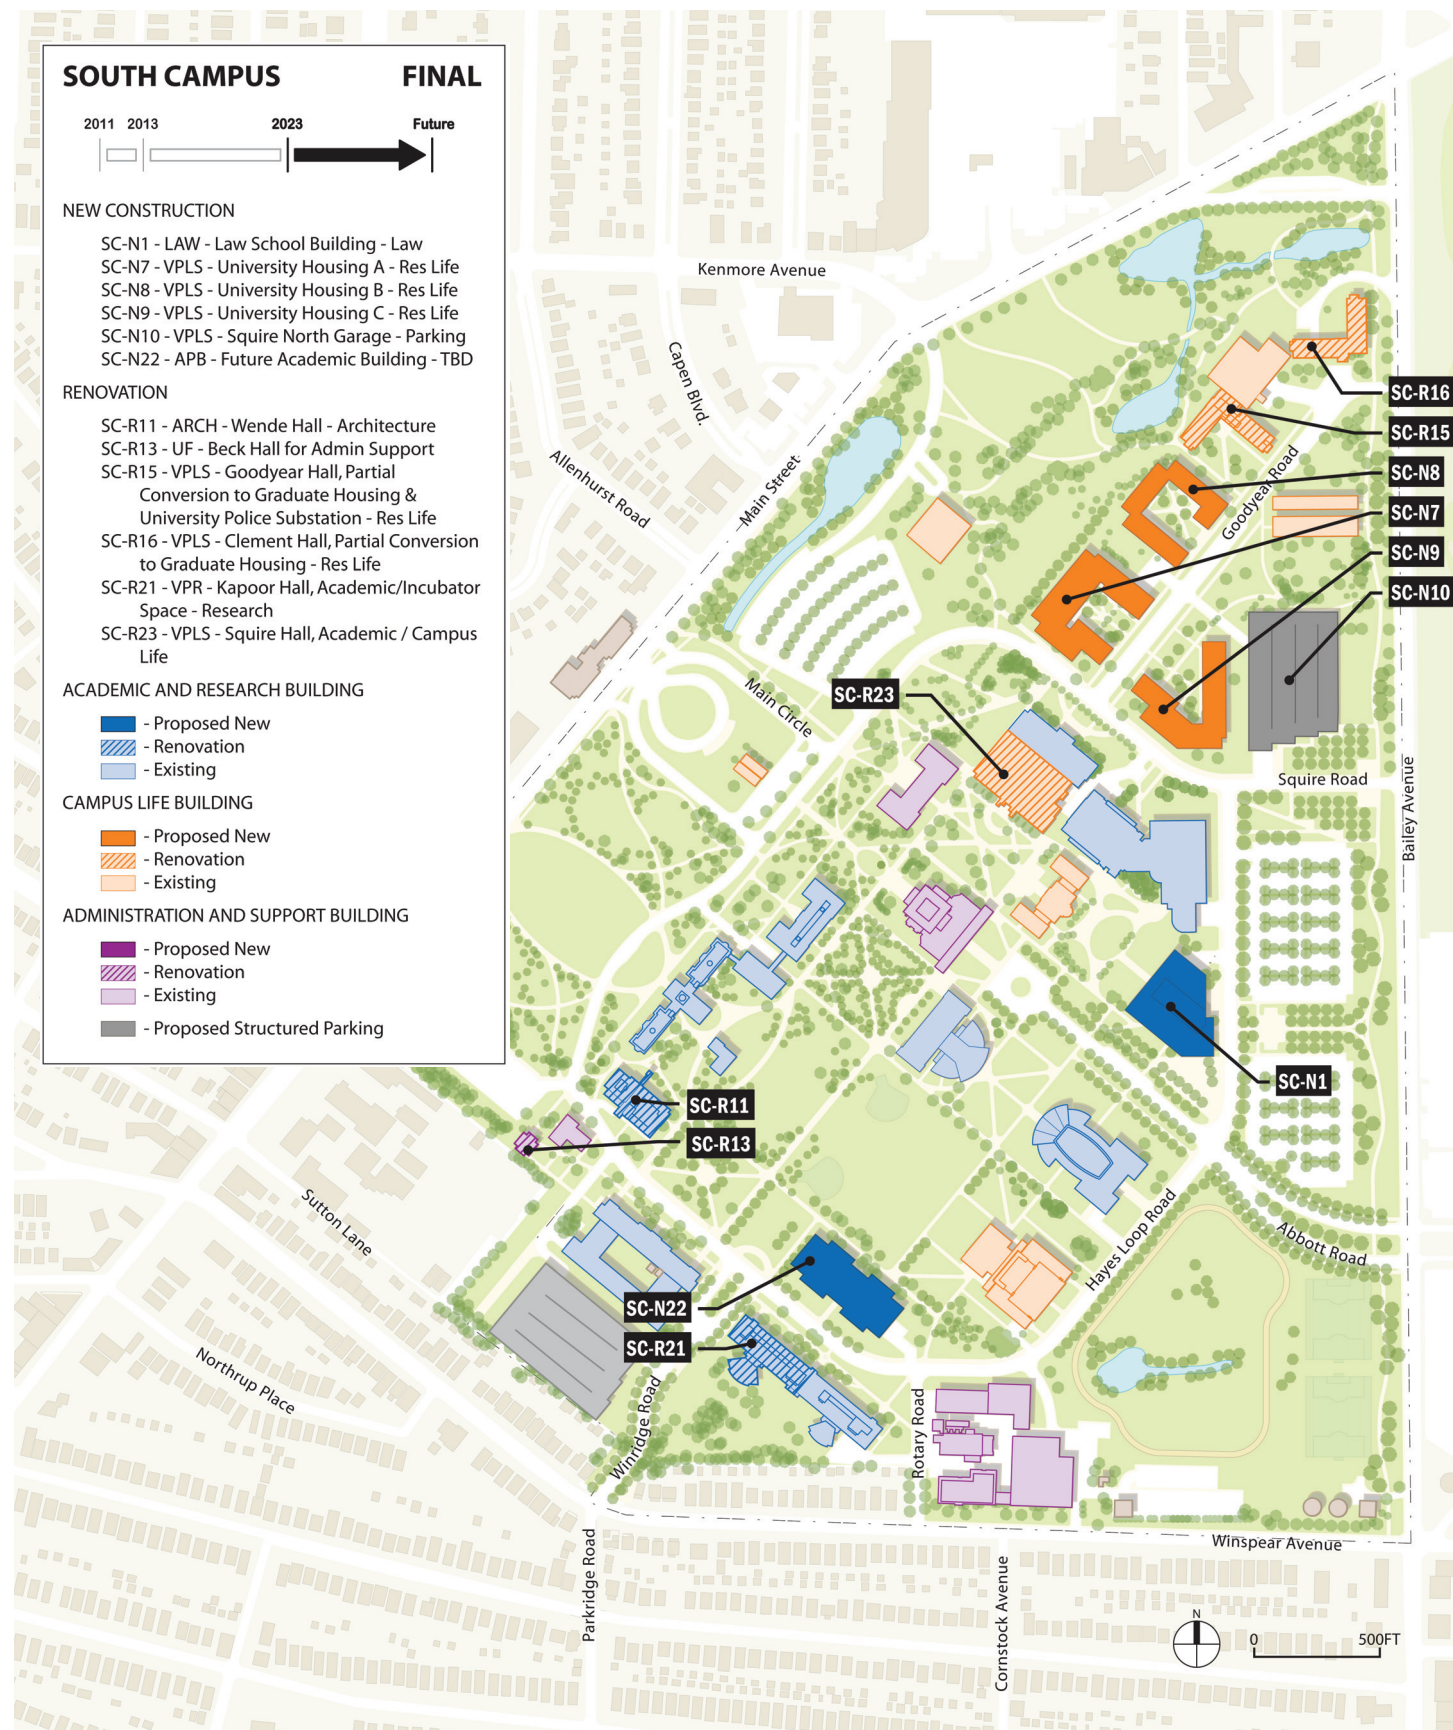 SOUTH CAMPUS FINAL
2011 2013 2023 Future
NEW CONSTRUCTION
SC-N1 - LAW - Law School Building - Law
SC-N7 - VPLS - University Housing A - Res Life
SC-N8 - VPLS - University Housing B - Res Life
SC-N9 - VPLS - University Housing C - Res Life
SC-N10 - VPLS - Squire North Garage - Parking
SC-N22 - APB - Future Academic Building - TBD
RENOVATION
SC-R11 - ARCH - Wende Hall - Architecture
SC-R13 - UF - Beck Hall for Admin Support
SC-R15 - VPLS - Goodyear Hall, Partial
Conversion to Graduate Housing &
University Police Substation - Res Life
SC-R16 - VPLS - Clement Hall, Partial Conversion
to Graduate Housing - Res Life
SC-R21 - VPR - Kapoor Hall, Academic/Incubator
Space - Research
SC-R23 - VPLS - Squire Hall, Academic / Campus
Life
ACADEMIC AND RESEARCH BUILDING
- Proposed New
- Renovation
- Existing
CAMPUS LIFE BUILDING
- Proposed New
- Renovation
- Existing
ADMINISTRATION AND SUPPORT BUILDING
- Proposed New
- Renovation
- Existing
- Proposed Structured Parking
Kenmore Avenue
Capen Blvd.
Allenhurst Road
Main Street
SC-R16
SC-R15
SC-N8
Goodyear Road
SC-N7
SC-N9
SC-N10
SC-R23
Main Circle
Squire Road
Bailey Avenue
SC-N1
SC-R11
SC-R13
Sutton Lane
Hayes Loop Road
Abbott Road
SC-N22
SC-R21
Northrup Place
Winridge Road
Rotary Road
Winspear Avenue
Parkridge Road
Cornstock Avenue
N
0 500FT